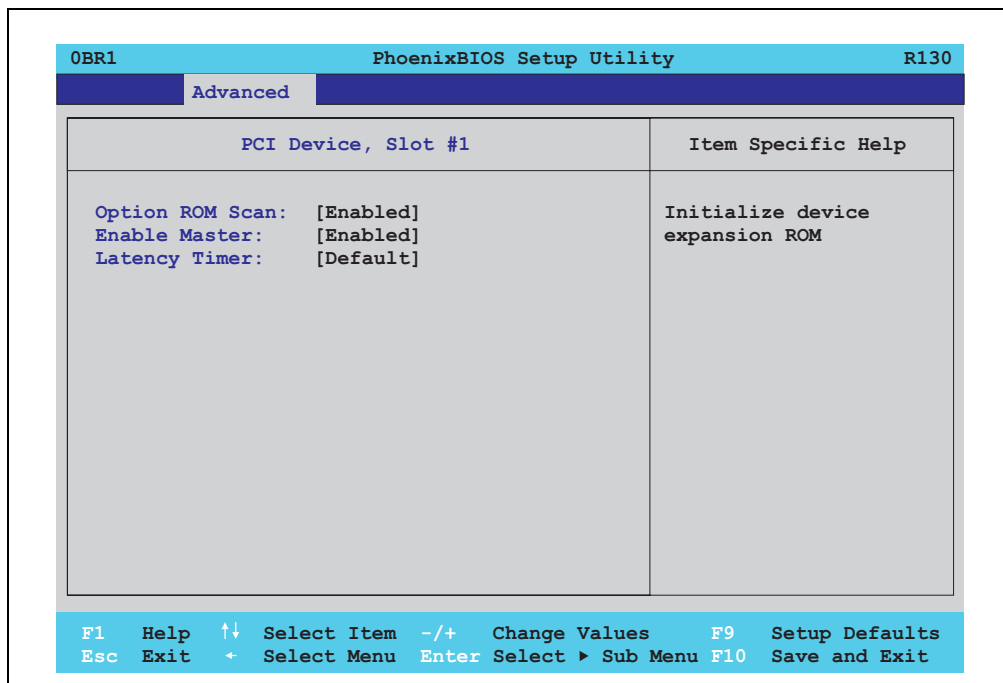 0BR1 PhoenixBIOS Setup Utility R130
Advanced
PCI Device, Slot #1 Item Specific Help
Option ROM Scan: [Enabled] Initialize device
Enable Master: [Enabled] expansion ROM
Latency Timer: [Default]
F1 Help ↑↓ Select Item -/+ Change Values F9 Setup Defaults
Esc Exit ← Select Menu Enter Select ▶ Sub Menu F10 Save and Exit